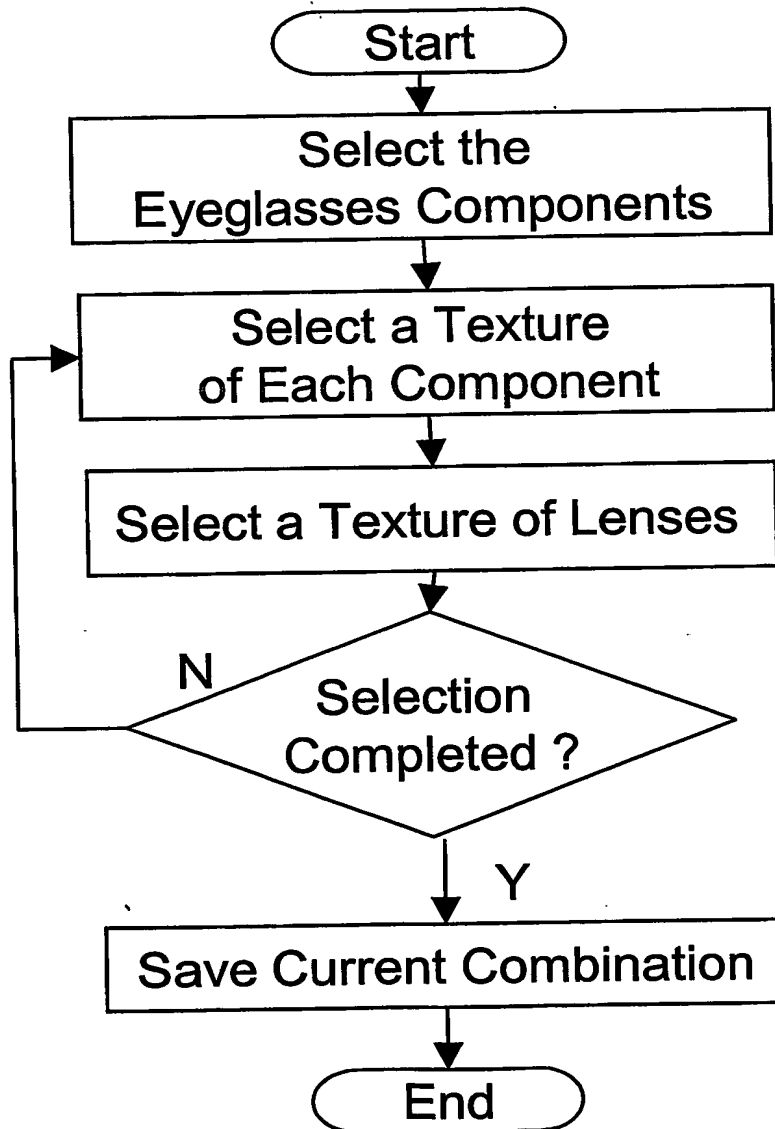 Start
Select the
Eyeglasses Components
Select a Texture
of Each Component
Select a Texture of Lenses
N
Selection
Completed ?
Y
Save Current Combination
End